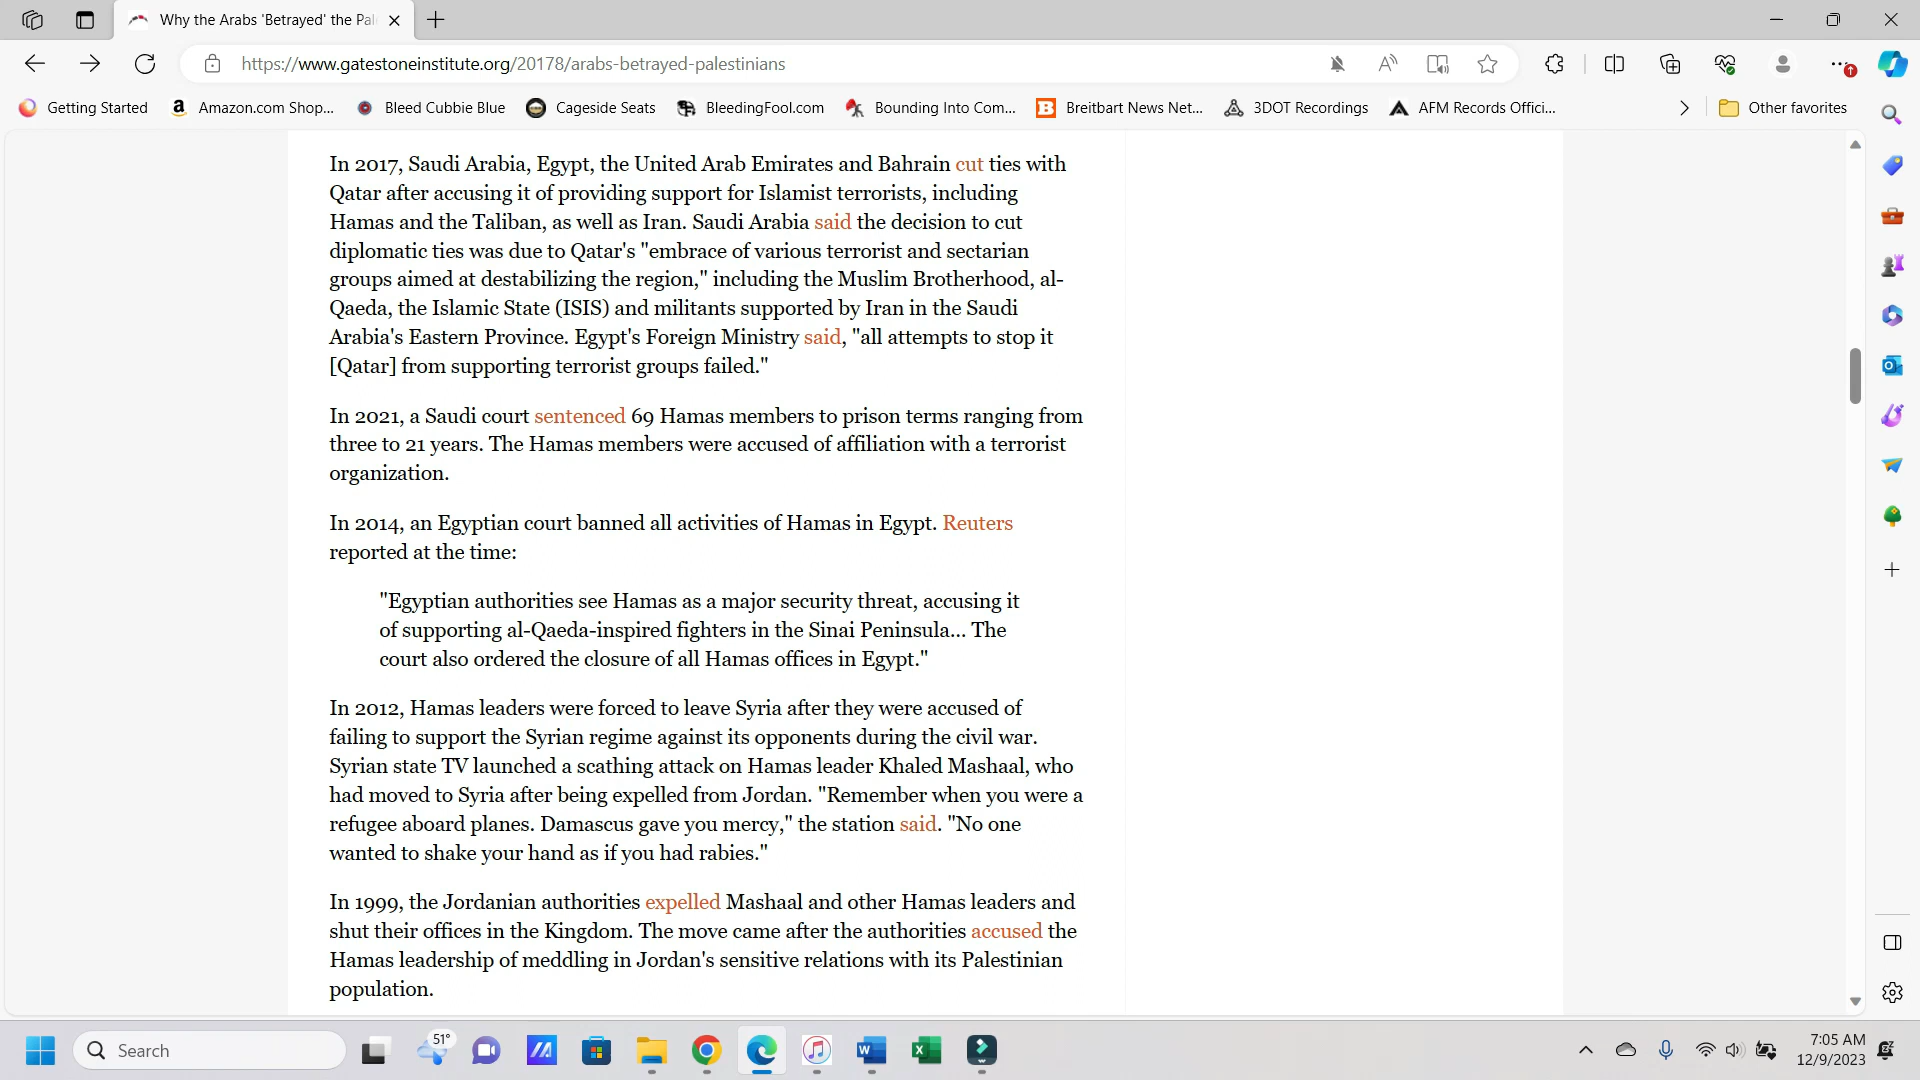 Why the Arabs 'Betrayed' the Pal
https://www.gatestoneinstitute.org/20178/arabs-betrayed-palestinians
Getting Started
Amazon.com Shop...
Bleed Cubbie Blue
Cageside Seats
BleedingFool.com
Bounding Into Com...
Breitbart News Net...
3DOT Recordings
AFM Records Offici...
Other favorites
In 2017, Saudi Arabia, Egypt, the United Arab Emirates and Bahrain cut ties with
Qatar after accusing it of providing support for Islamist terrorists, including
Hamas and the Taliban, as well as Iran. Saudi Arabia said the decision to cut
diplomatic ties was due to Qatar's "embrace of various terrorist and sectarian
groups aimed at destabilizing the region," including the Muslim Brotherhood, al-
Qaeda, the Islamic State (ISIS) and militants supported by Iran in the Saudi
Arabia's Eastern Province. Egypt's Foreign Ministry said, "all attempts to stop it
[Qatar] from supporting terrorist groups failed."
In 2021, a Saudi court sentenced 69 Hamas members to prison terms ranging from
three to 21 years. The Hamas members were accused of affiliation with a terrorist
organization.
In 2014, an Egyptian court banned all activities of Hamas in Egypt. Reuters
reported at the time:
"Egyptian authorities see Hamas as a major security threat, accusing it
of supporting al-Qaeda-inspired fighters in the Sinai Peninsula... The
court also ordered the closure of all Hamas offices in Egypt."
In 2012, Hamas leaders were forced to leave Syria after they were accused of
failing to support the Syrian regime against its opponents during the civil war.
Syrian state TV launched a scathing attack on Hamas leader Khaled Mashaal, who
had moved to Syria after being expelled from Jordan. "Remember when you were a
refugee aboard planes. Damascus gave you mercy," the station said. "No one
wanted to shake your hand as if you had rabies."
In 1999, the Jordanian authorities expelled Mashaal and other Hamas leaders and
shut their offices in the Kingdom. The move came after the authorities accused the
Hamas leadership of meddling in Jordan's sensitive relations with its Palestinian
population.
Search
51°
7:05 AM
12/9/2023